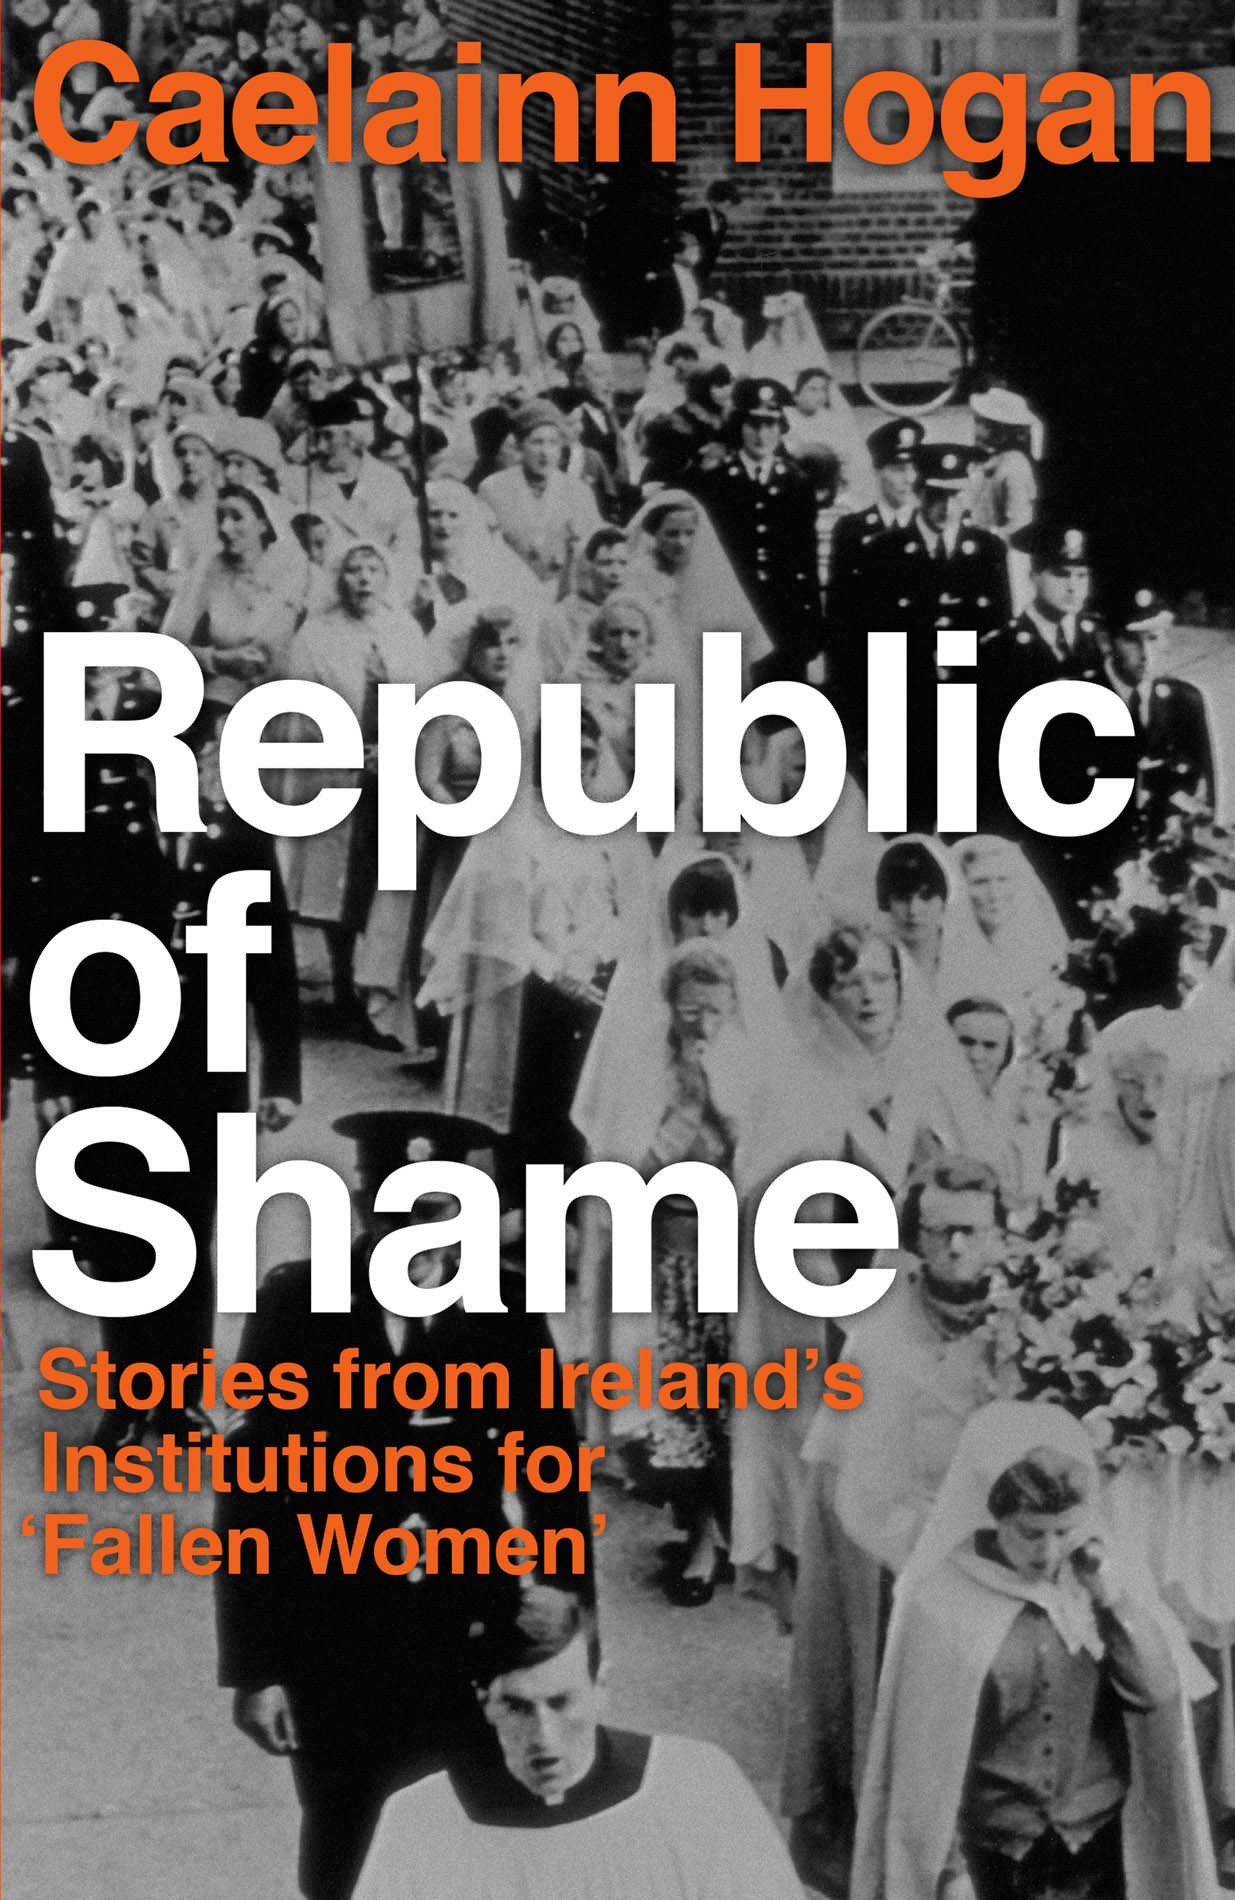 Caelainn Hogan
Republic
of
Shame
Stories from Ireland’s
Institutions for
‘Fallen Women’